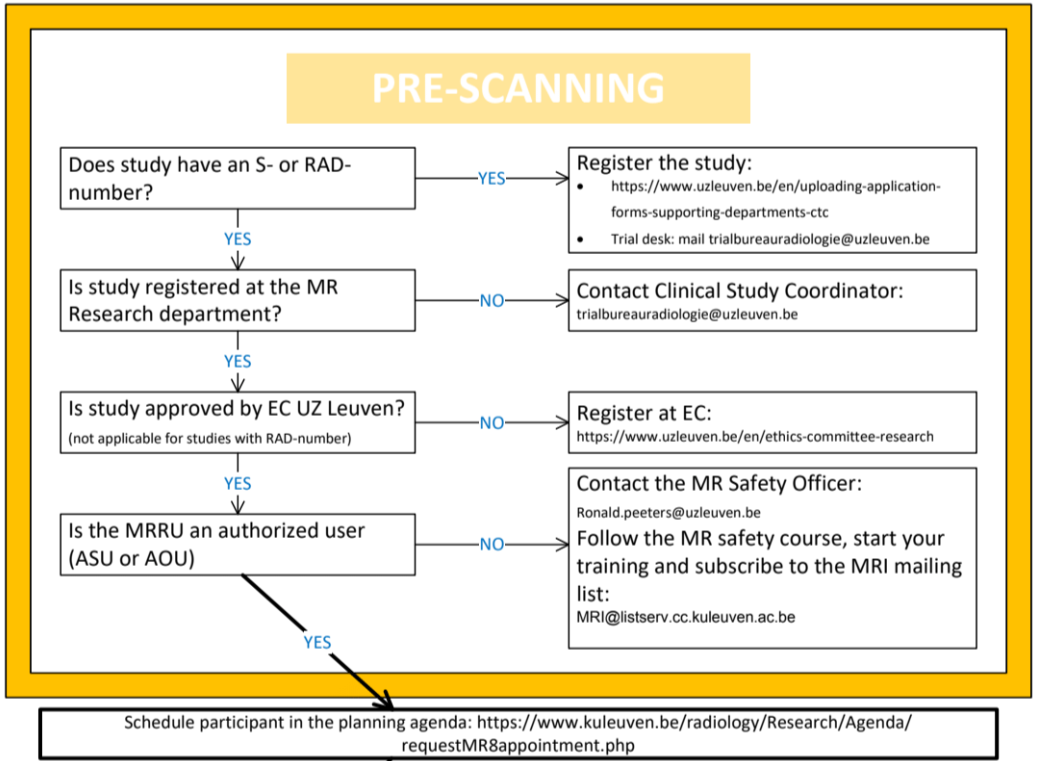 PRE-SCANNING
Does study have an S- or RAD-
number?
YES
Register the study:
• https://www.uzleuven.be/en/uploading-application-
forms-supporting-departments-ctc
• Trial desk: mail trialbureauradiologie@uzleuven.be
YES
Is study registered at the MR
Research department?
NO
Contact Clinical Study Coordinator:
trialbureauradiologie@uzleuven.be
YES
Is study approved by EC UZ Leuven?
(not applicable for studies with RAD-number)
NO
Register at EC:
https://www.uzleuven.be/en/ethics-committee-research
YES
Is the MRRU an authorized user
(ASU or AOU)
NO
Contact the MR Safety Officer:
Ronald.peeters@uzleuven.be
Follow the MR safety course, start your
training and subscribe to the MRI mailing
list:
MRI@listserv.cc.kuleuven.ac.be
YES
Schedule participant in the planning agenda: https://www.kuleuven.be/radiology/Research/Agenda/
requestMR8appointment.php